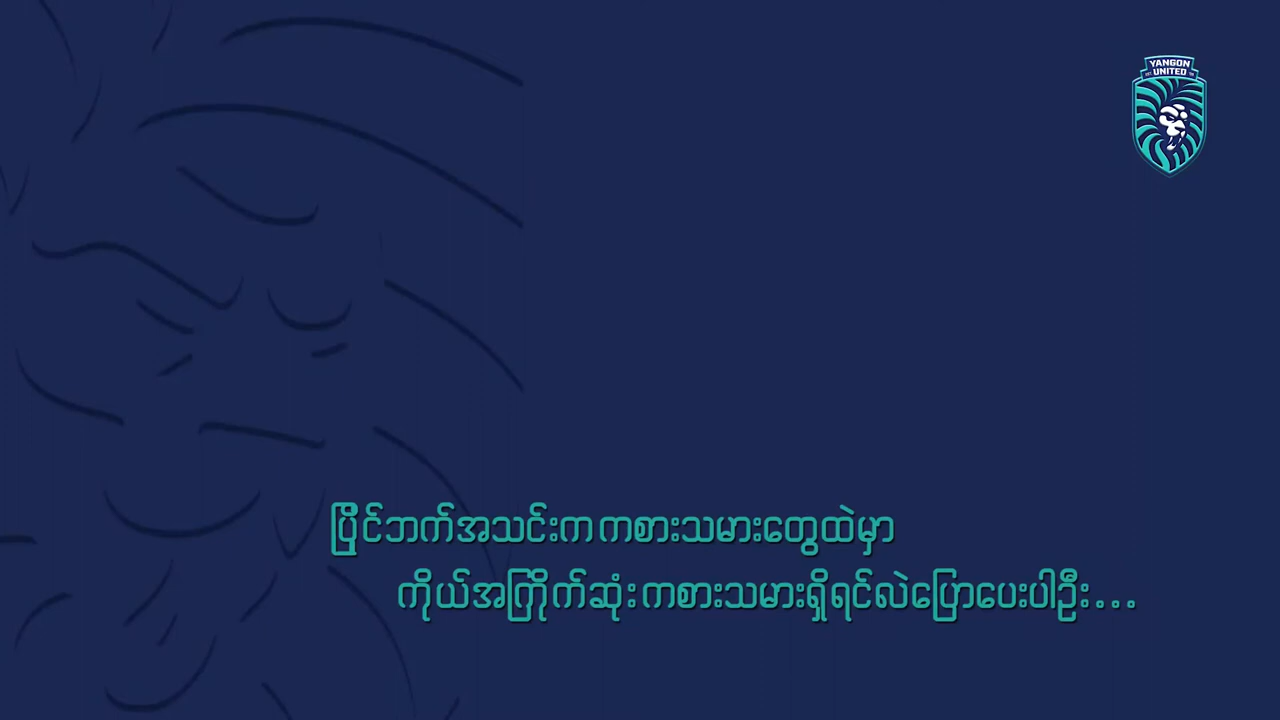 YANGON
UNITED
ပြိုင်ဘက်အသင်းက ကစားသမားတွေထဲမှာ
ကိုယ်အကြိုက်ဆုံး ကစားသမားရှိရင်လဲပြောပေးပါဦး...